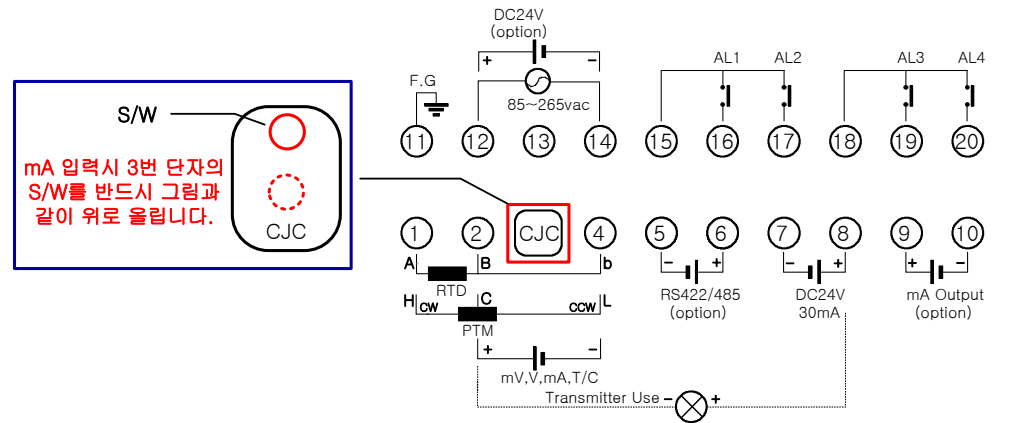 S/W
mA 입력시 3번 단자의
S/W를 반드시 그림과
같이 위로 올립니다.
CJC
DC24V
(option)
+ −
F.G
85~265vac
AL1 AL2 AL3 AL4
11 12 13 14 15 16 17 18 19 20
1 2 CJC 4 5 6 7 8 9 10
A B b
RTD
H CW C CCW L
PTM
+ −
mV,V,mA,T/C
− +
RS422/485
(option)
− +
DC24V
30mA
+ −
mA Output
(option)
Transmitter Use − +